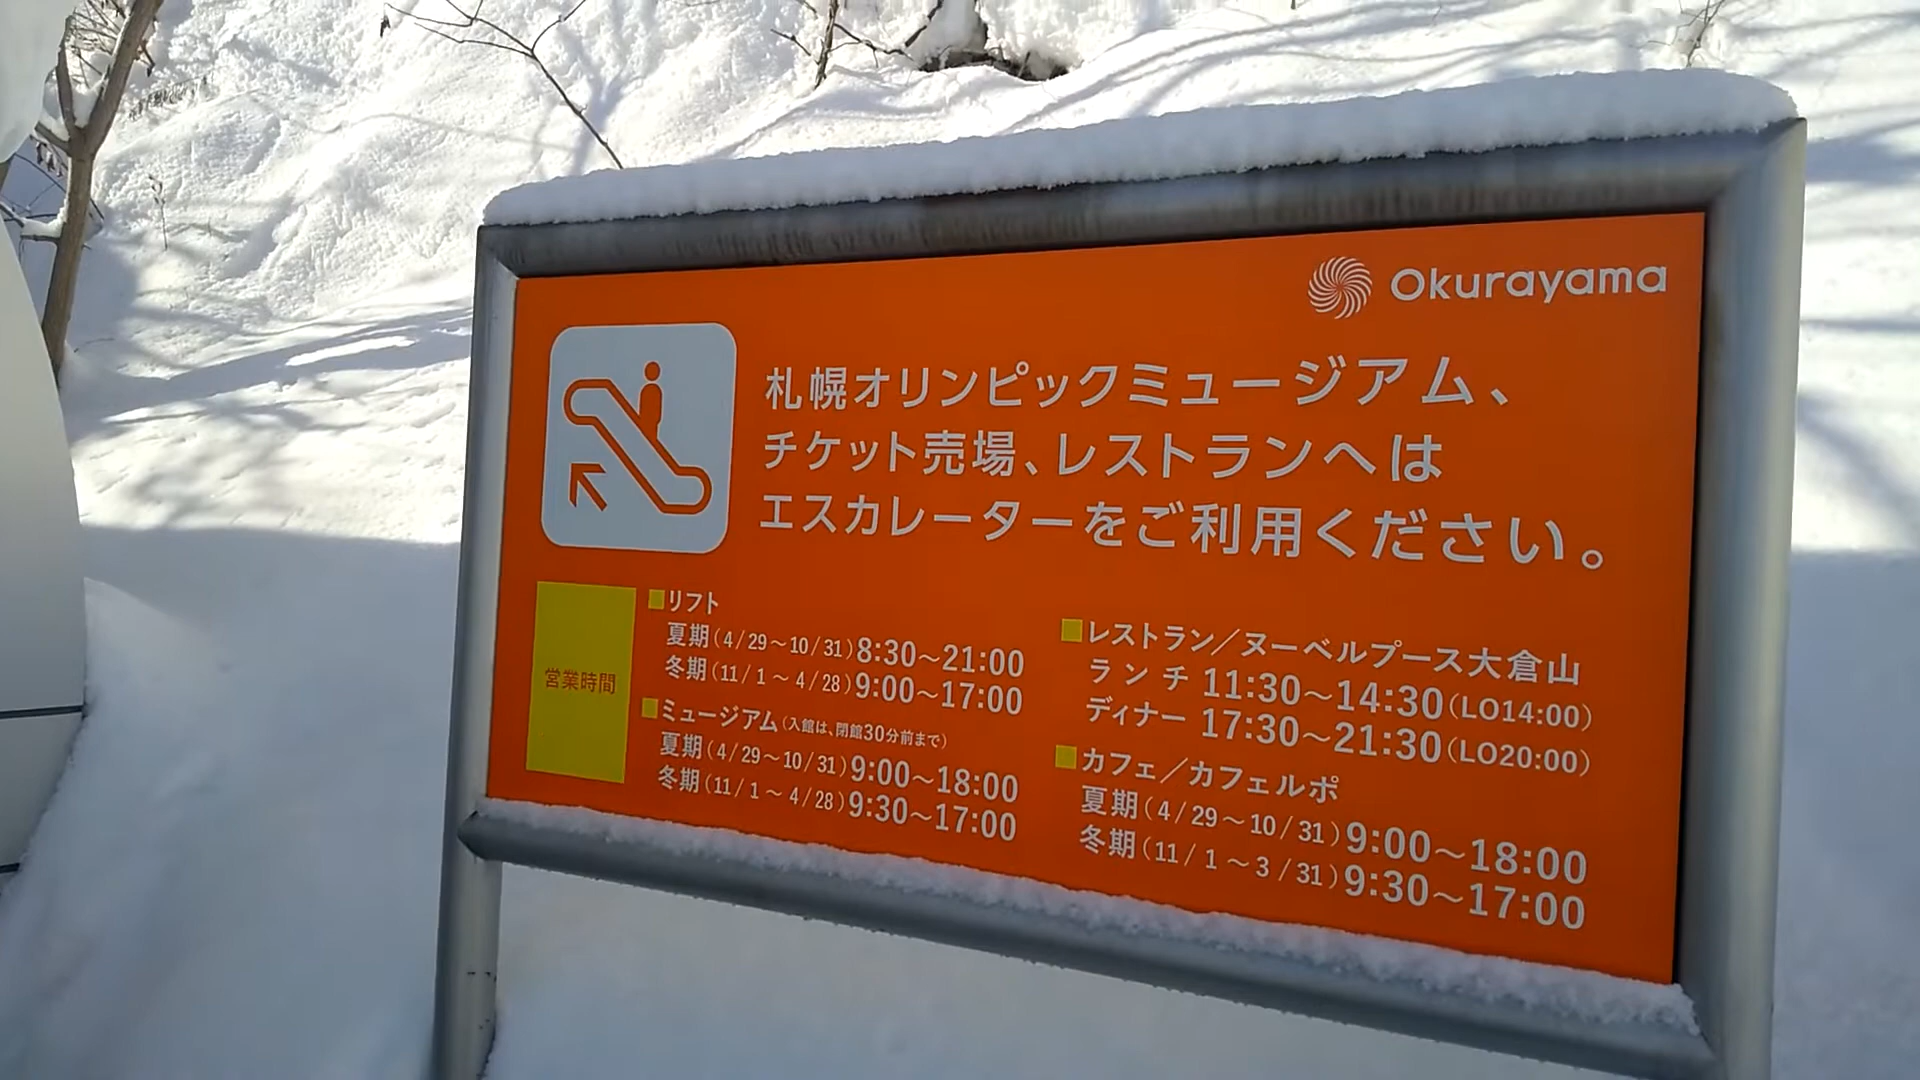 Okurayama
札幌オリンピックミュージアム、
チケット売場、レストランへは
エスカレーターをご利用ください。
営業時間
■リフト
夏期(4/29~10/31)8:30~21:00
冬期(11/1~4/28)9:00~17:00
■ミュージアム(入館は、閉館30分前まで)
夏期(4/29~10/31)9:00~18:00
冬期(11/1~4/28)9:30~17:00
■レストラン/ヌーベルプース大倉山
ランチ 11:30~14:30(LO14:00)
ディナー 17:30~21:30(LO20:00)
■カフェ/カフェルポ
夏期(4/29~10/31)9:00~18:00
冬期(11/1~3/31)9:30~17:00